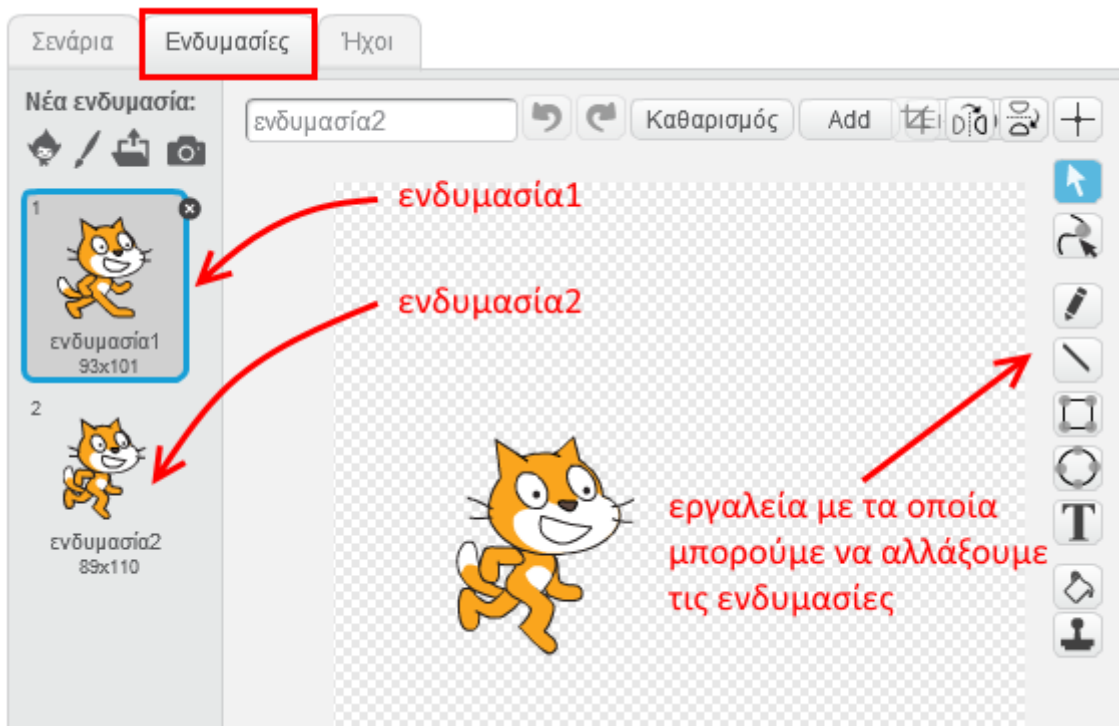 Σενάρια Ενδυμασίες Ήχοι
Νέα ενδυμασία:
ενδυμασία2 Καθαρισμός Add
1
ενδυμασία1
93x101
2
ενδυμασία2
89x110
ενδυμασία1
ενδυμασία2
εργαλεία με τα οποία
μπορούμε να αλλάξουμε
τις ενδυμασίες
T